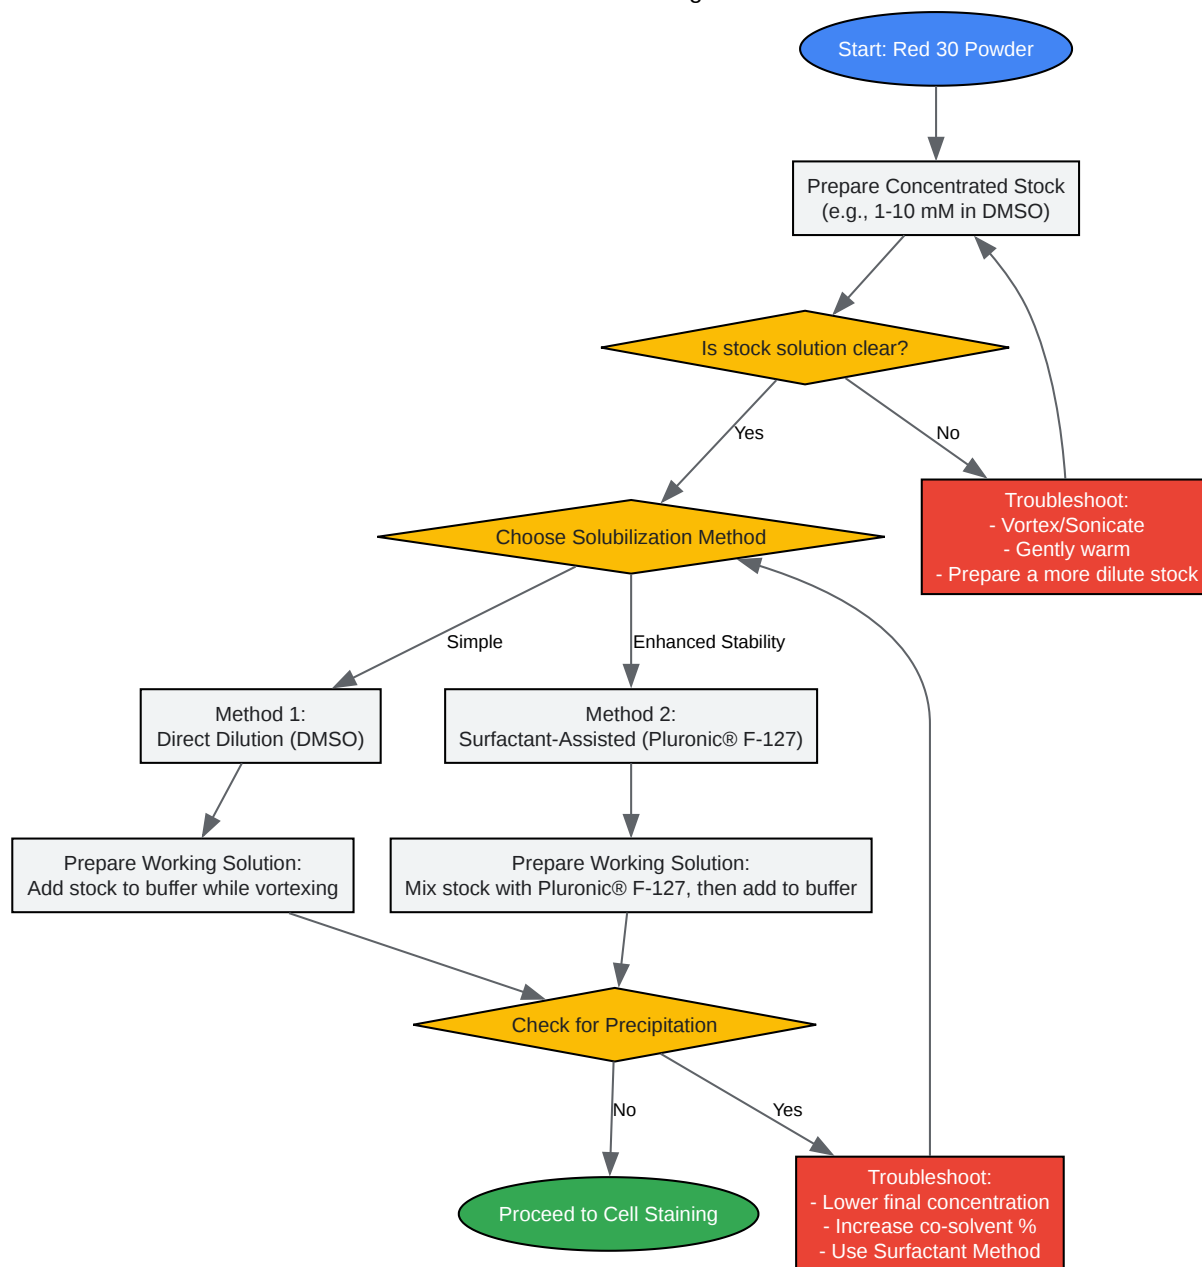 Start: Red 30 Powder
Prepare Concentrated Stock
(e.g., 1-10 mM in DMSO)
Is stock solution clear?
Yes
No
Troubleshoot:
- Vortex/Sonicate
- Gently warm
- Prepare a more dilute stock
Choose Solubilization Method
Simple
Enhanced Stability
Method 1:
Direct Dilution (DMSO)
Method 2:
Surfactant-Assisted (Pluronic® F-127)
Prepare Working Solution:
Add stock to buffer while vortexing
Prepare Working Solution:
Mix stock with Pluronic® F-127, then add to buffer
Check for Precipitation
No
Yes
Proceed to Cell Staining
Troubleshoot:
- Lower final concentration
- Increase co-solvent %
- Use Surfactant Method